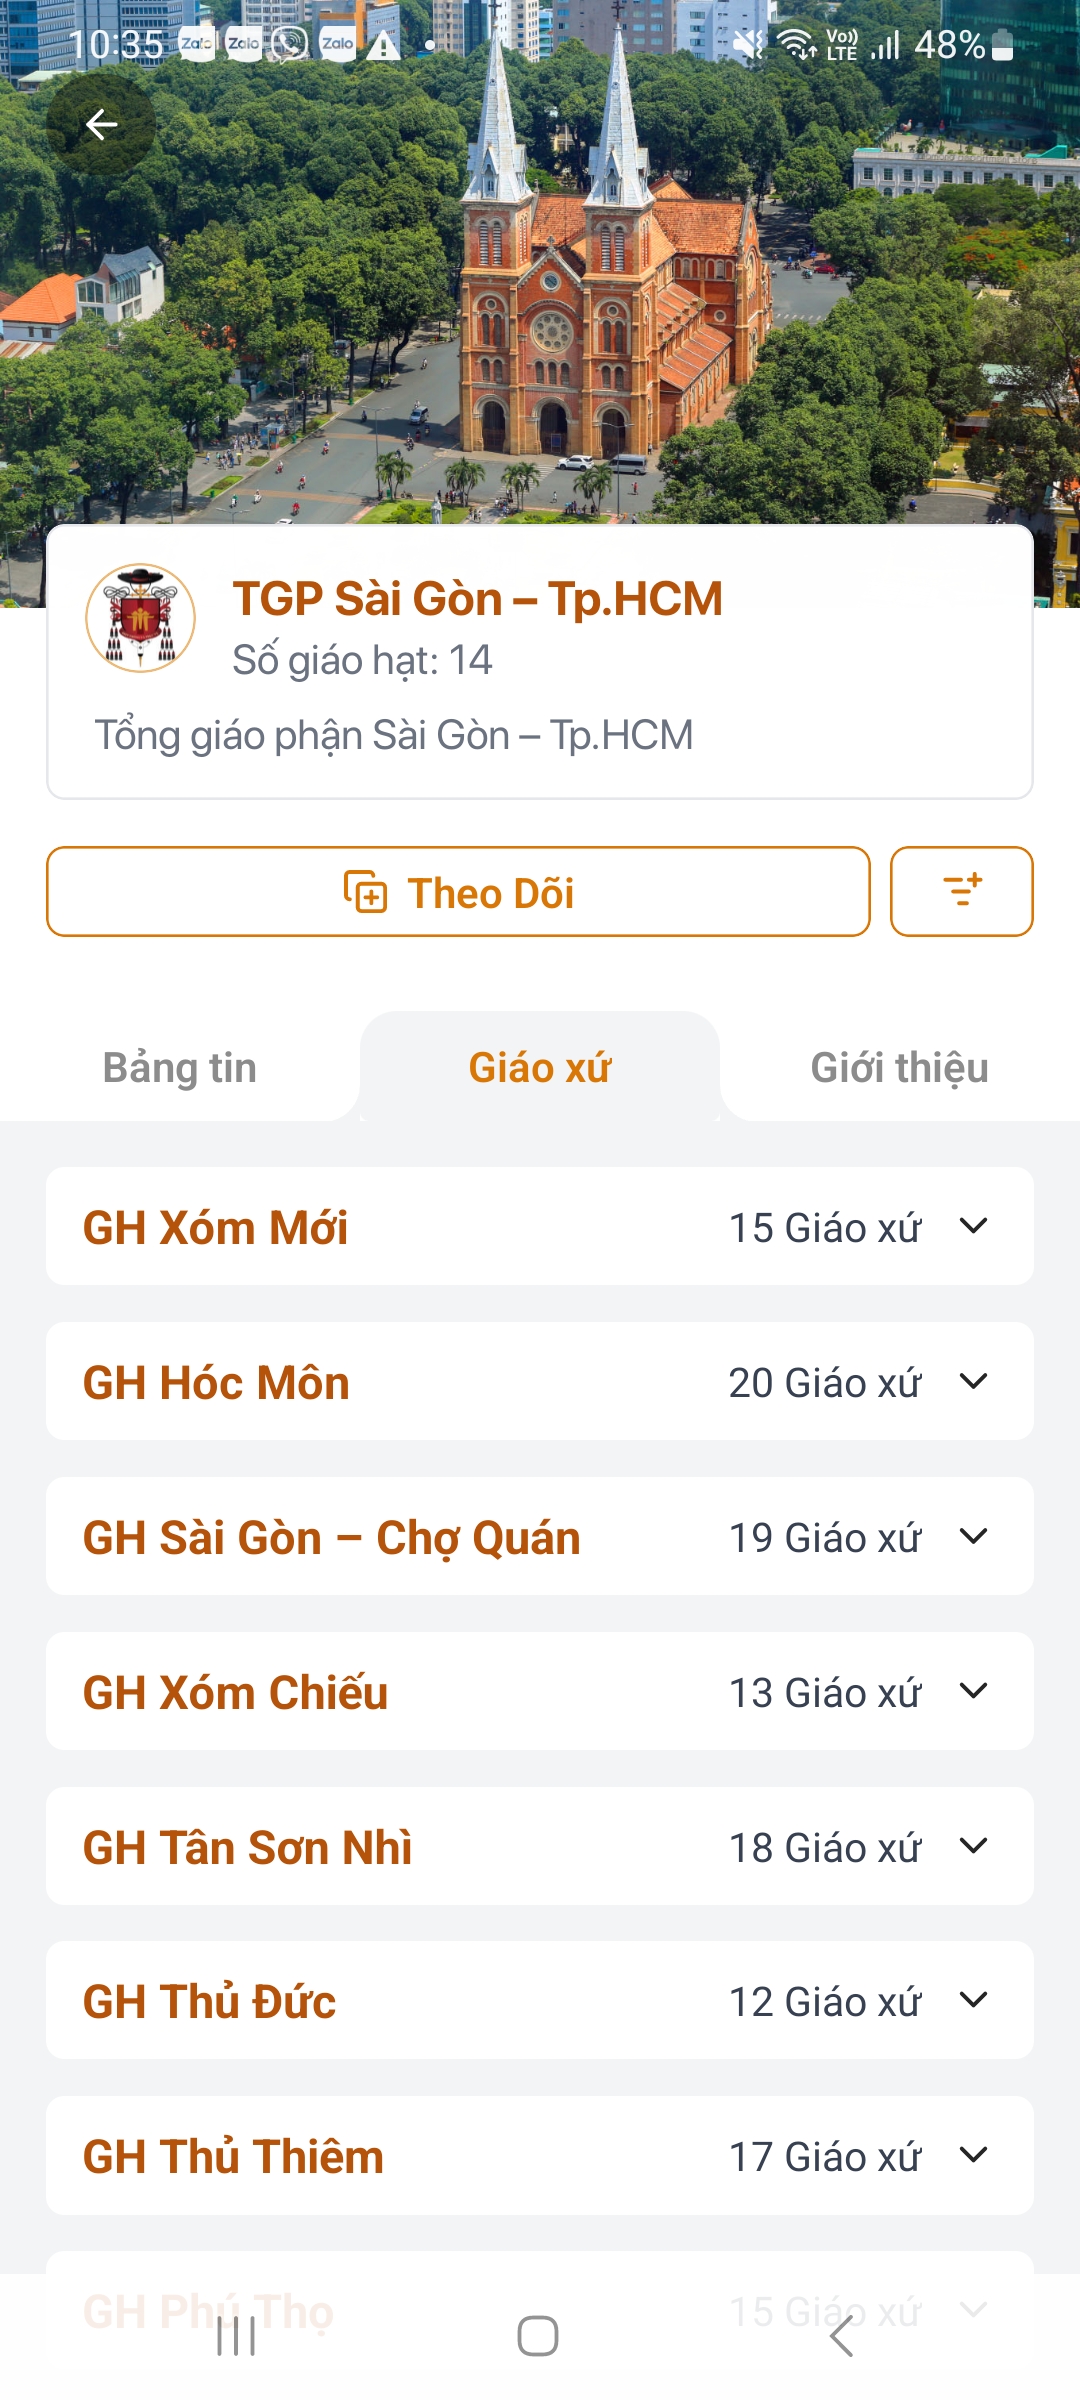 10:35
Zalo Zalo Zalo
Vo)) LTE
48%
TGP Sài Gòn – Tp.HCM
Số giáo hạt: 14
Tổng giáo phận Sài Gòn – Tp.HCM
Theo Dõi
Bảng tin
Giáo xứ
Giới thiệu
GH Xóm Mới 15 Giáo xứ
GH Hóc Môn 20 Giáo xứ
GH Sài Gòn – Chợ Quán 19 Giáo xứ
GH Xóm Chiếu 13 Giáo xứ
GH Tân Sơn Nhì 18 Giáo xứ
GH Thủ Đức 12 Giáo xứ
GH Thủ Thiêm 17 Giáo xứ
GH Phú Thọ 15 Giáo xứ